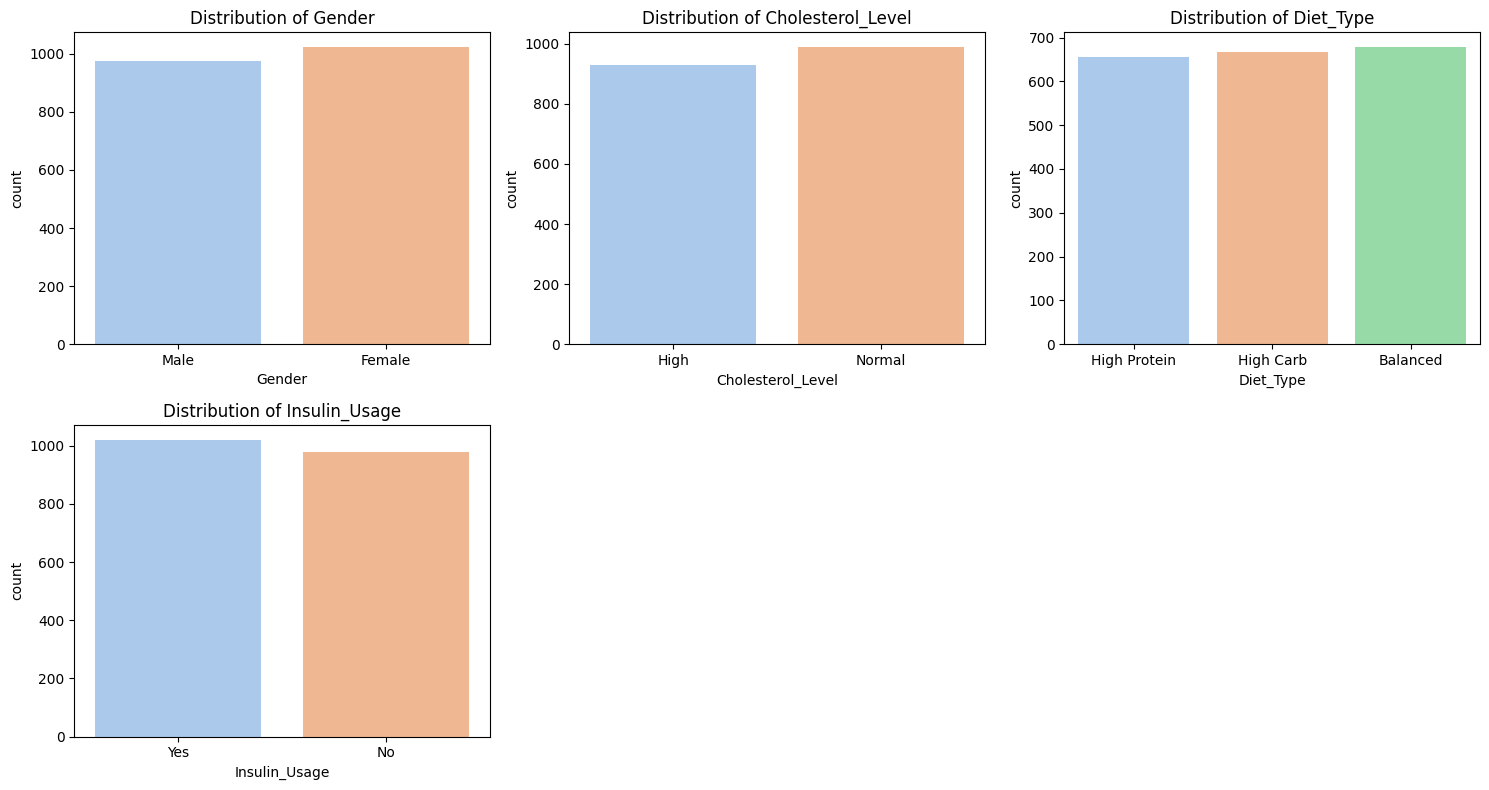 Distribution of Gender
1000
800
600
400
200
0
count
Male Female
Gender
Distribution of Cholesterol_Level
1000
800
600
400
200
0
count
High Normal
Cholesterol_Level
Distribution of Diet_Type
700
600
500
400
300
200
100
0
count
High Protein High Carb Balanced
Diet_Type
Distribution of Insulin_Usage
1000
800
600
400
200
0
count
Yes No
Insulin_Usage